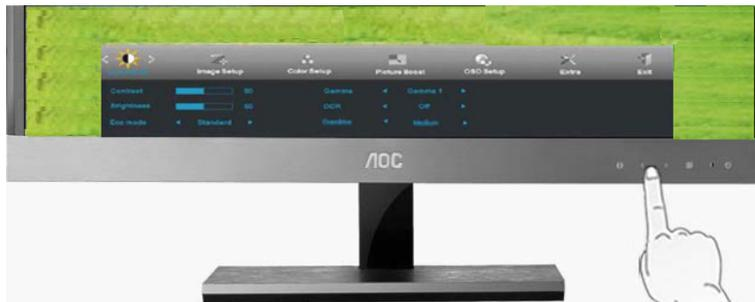 Luminance
Image Setup
Color Setup
Picture Boost
OSD Setup
Extra
Exit
Contrast 50 Gamma Gamma 1
Brightness 50 DCR Off
Eco mode Standard Overdrive Medium
AOC